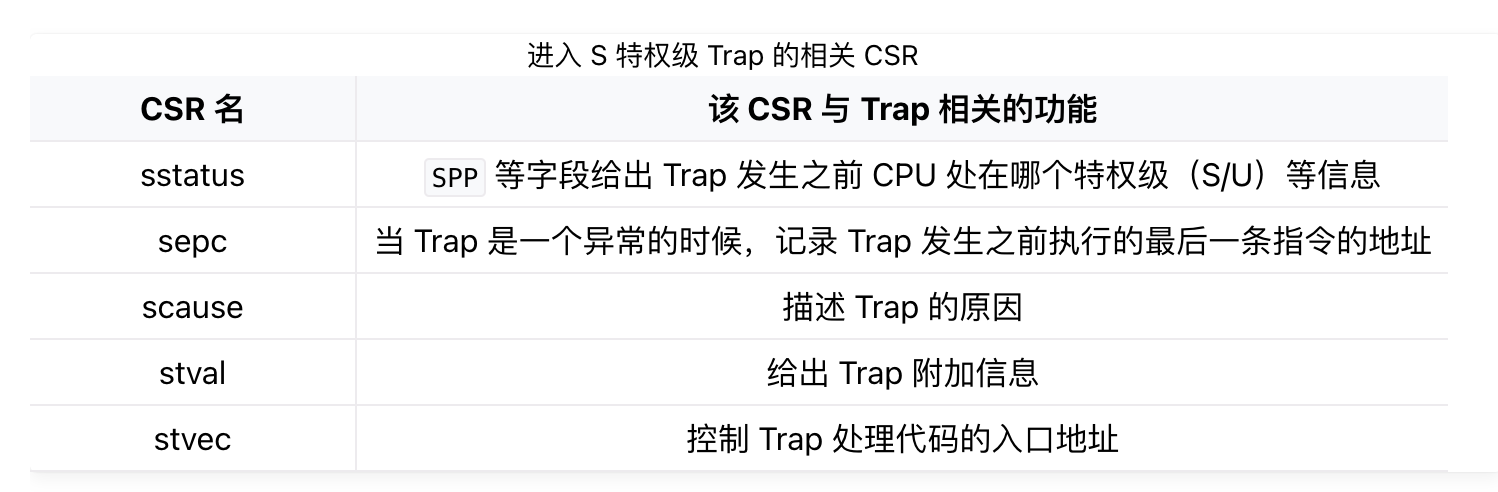 进入 S 特权级 Trap 的相关 CSR
CSR 名 该 CSR 与 Trap 相关的功能
sstatus SPP 等字段给出 Trap 发生之前 CPU 处在哪个特权级（S/U）等信息
sepc 当 Trap 是一个异常的时候，记录 Trap 发生之前执行的最后一条指令的地址
scause 描述 Trap 的原因
stval 给出 Trap 附加信息
stvec 控制 Trap 处理代码的入口地址